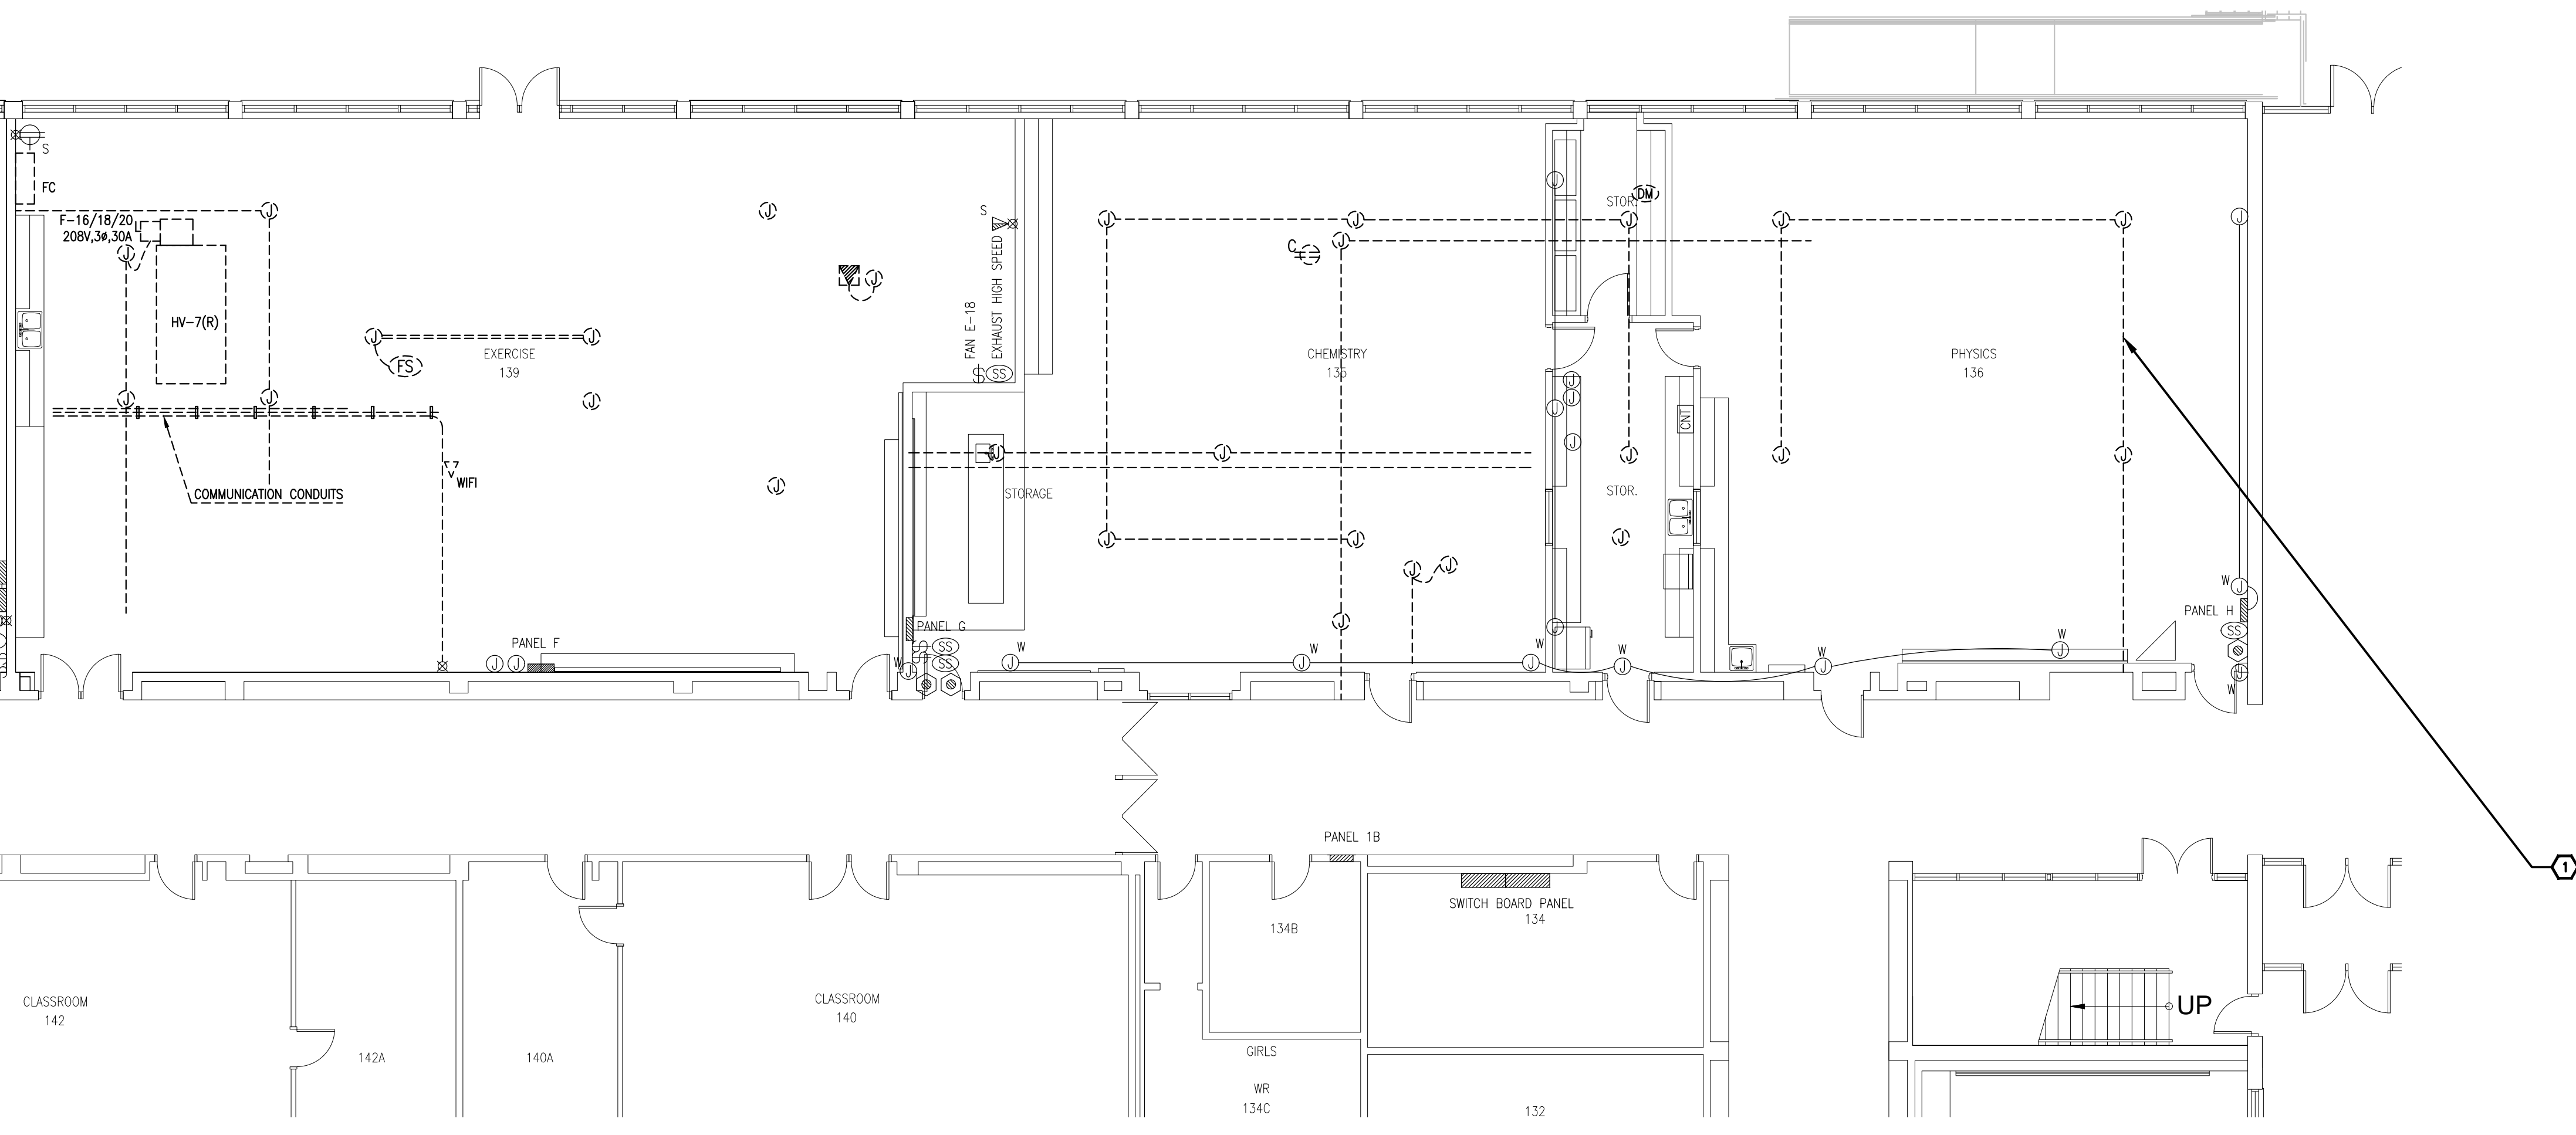 S
FC
F-16/18/20
208V,3ø,30A
J
J
J
J
J
HV-7(R)
J
J
FS
EXERCISE
139
J
J
J
COMMUNICATION CONDUITS
WIFI
PANEL F
J
J
S
FAN E-18
EXHAUST HIGH SPEED
$
SS
J
STORAGE
PANEL G
SS
SS
W
J
J
J
J
C
CHEMISTRY
135
J
J
J
J
J
J
J
W
J
W
J
W
J
J
STOR.
DM
J
J
J
J
J
CNT
J
STOR.
J
J
W
J
J
J
J
J
PHYSICS
136
J
W
J
W
J
PANEL H
W
J
SS
J
W
1
PANEL 1B
SWITCH BOARD PANEL
134
134B
CLASSROOM
142
142A
140A
CLASSROOM
140
GIRLS
WR
134C
132
UP